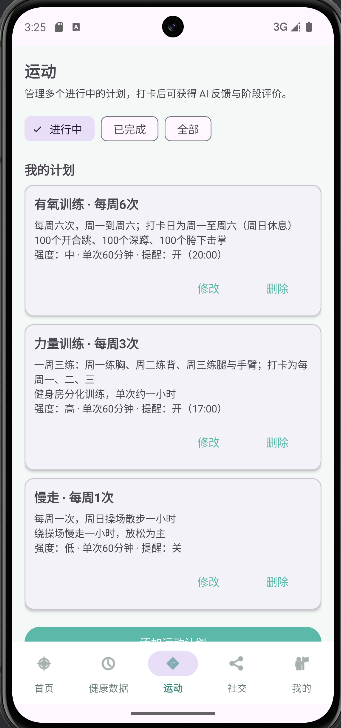 3:25
A
3G
运动
管理多个进行中的计划，打卡后可获得 AI 反馈与阶段评价。
进行中
已完成
全部
我的计划
有氧训练 · 每周6次
每周六次，周一到周六；打卡日为周一至周六（周日休息）
100个开合跳、100个深蹲、100个胯下击掌
强度：中 · 单次60分钟 · 提醒：开（20:00）
修改
删除
力量训练 · 每周3次
一周三练：周一练胸、周二练背、周三练腿与手臂；打卡为每
周一、二、三
健身房分化训练，单次约一小时
强度：高 · 单次60分钟 · 提醒：开（17:00）
修改
删除
慢走 · 每周1次
每周一次，周日操场散步一小时
绕操场慢走一小时，放松为主
强度：低 · 单次60分钟 · 提醒：关
修改
删除
添加运动计划
首页
健康数据
运动
社交
我的